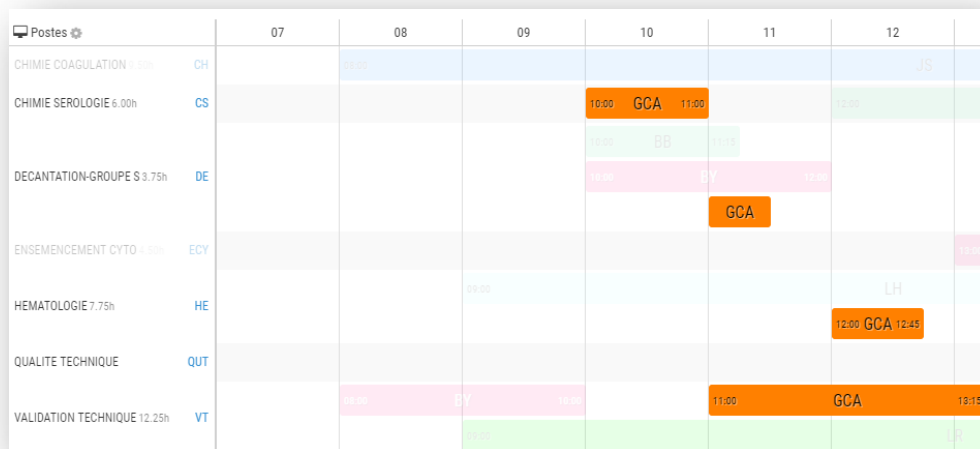 Postes 07 08 09 10 11 12
CHIMIE COAGULATION CH JS
CHIMIE SEROLOGIE 6.00h CS 10:00 GCA 11:00 12:00
10:00 BB 11:15
DECANTATION-GROUPE S 3.75h DE 10:00 BY 12:00
GCA
ENSEMENCEMENT CYTO ECY
09:00 LH
HEMATOLOGIE 7.75h HE
12:00 GCA 12:45
QUALITE TECHNIQUE QUT
08:00 BY 10:00 11:00 GCA 13:15
VALIDATION TECHNIQUE 12.25h VT
09:00 LR